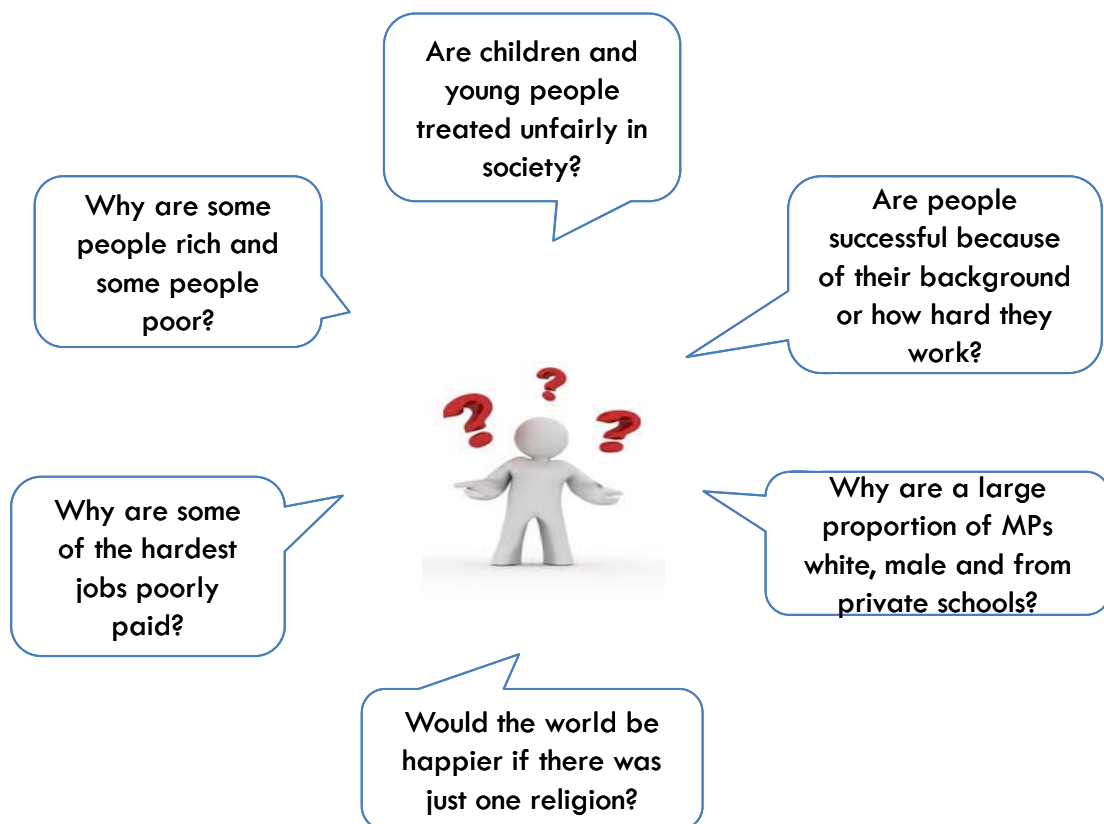 Are children and
young people
treated unfairly in
society?
Why are some
people rich and
some people
poor?
Are people
successful because
of their background
or how hard they
work?
Why are some
of the hardest
jobs poorly
paid?
Why are a large
proportion of MPs
white, male and from
private schools?
Would the world be
happier if there was
just one religion?
? ? ?